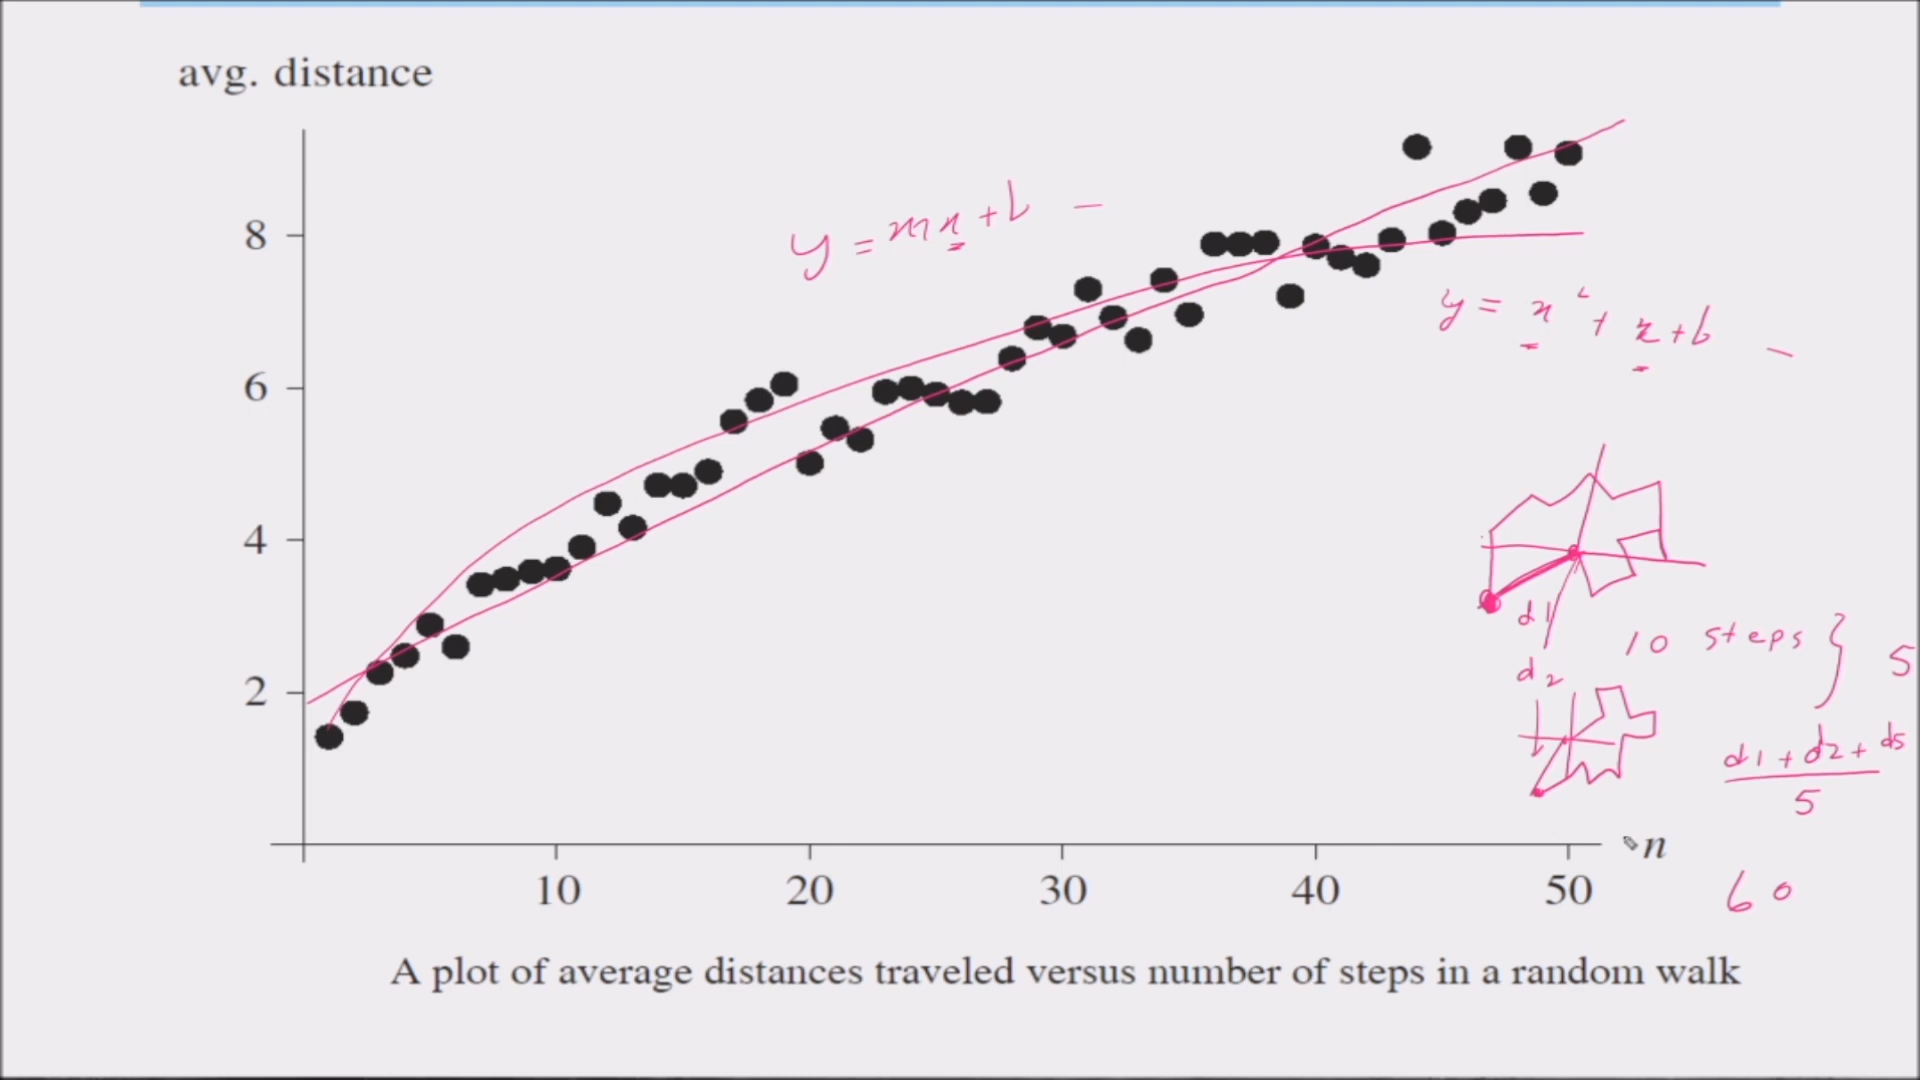 avg. distance
y = mx + b -
8
y = x² + x + b -
6
4
d1
10 steps } 5
d2
2
d1 + d2 + d5
5
n
10 20 30 40 50
60
A plot of average distances traveled versus number of steps in a random walk